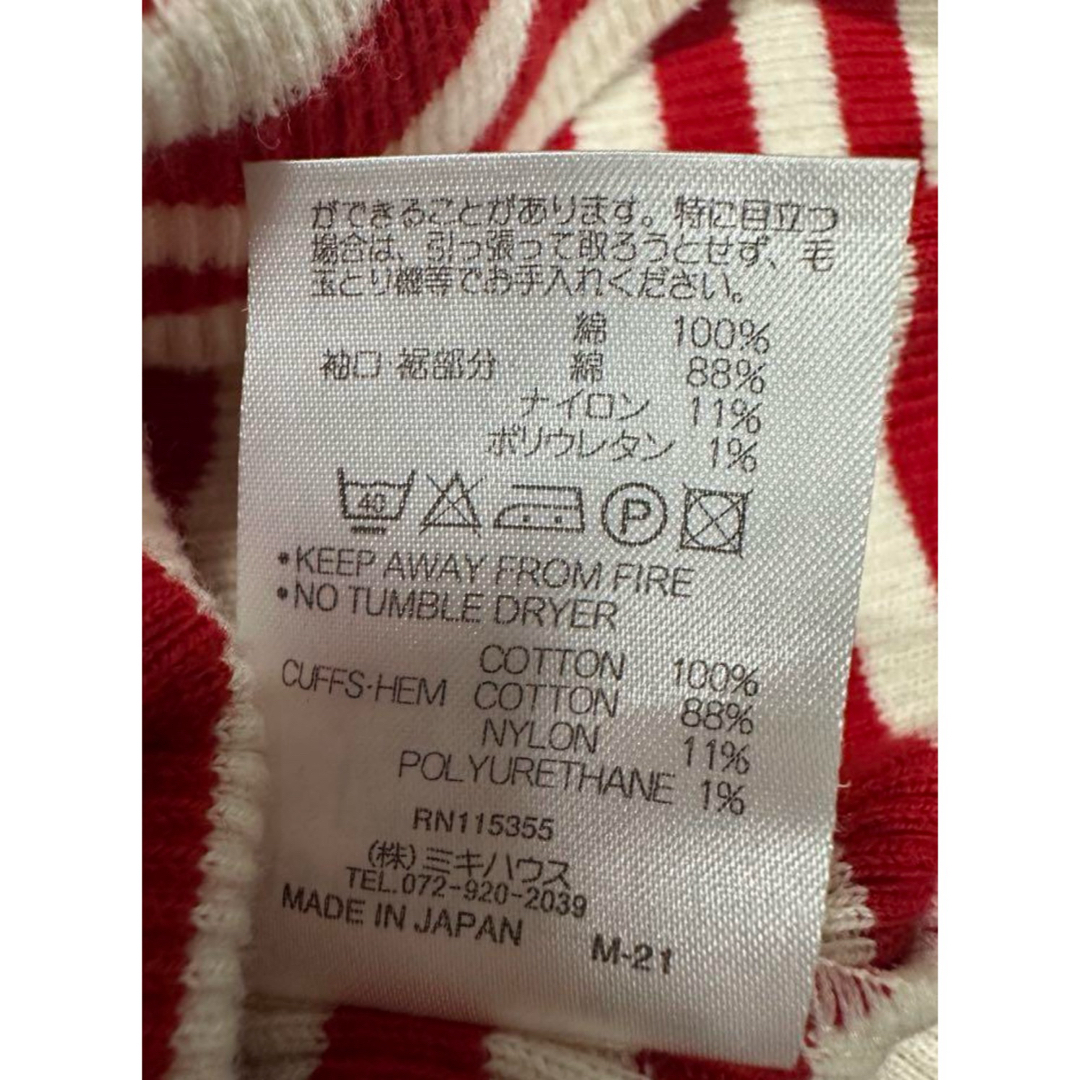 ができることがあります。特に目立つ
場合は、引っ張って取ろうとせず、毛
玉とり機等でお手入れください。
綿 100%
袖口・裾部分 綿 88%
ナイロン 11%
ポリウレタン 1%
40 P
•KEEP AWAY FROM FIRE
•NO TUMBLE DRYER
COTTON 100%
CUFFS·HEM COTTON 88%
NYLON 11%
POLYURETHANE 1%
RN115355
(株)ミキハウス
TEL.072-920-2039
MADE IN JAPAN M-21